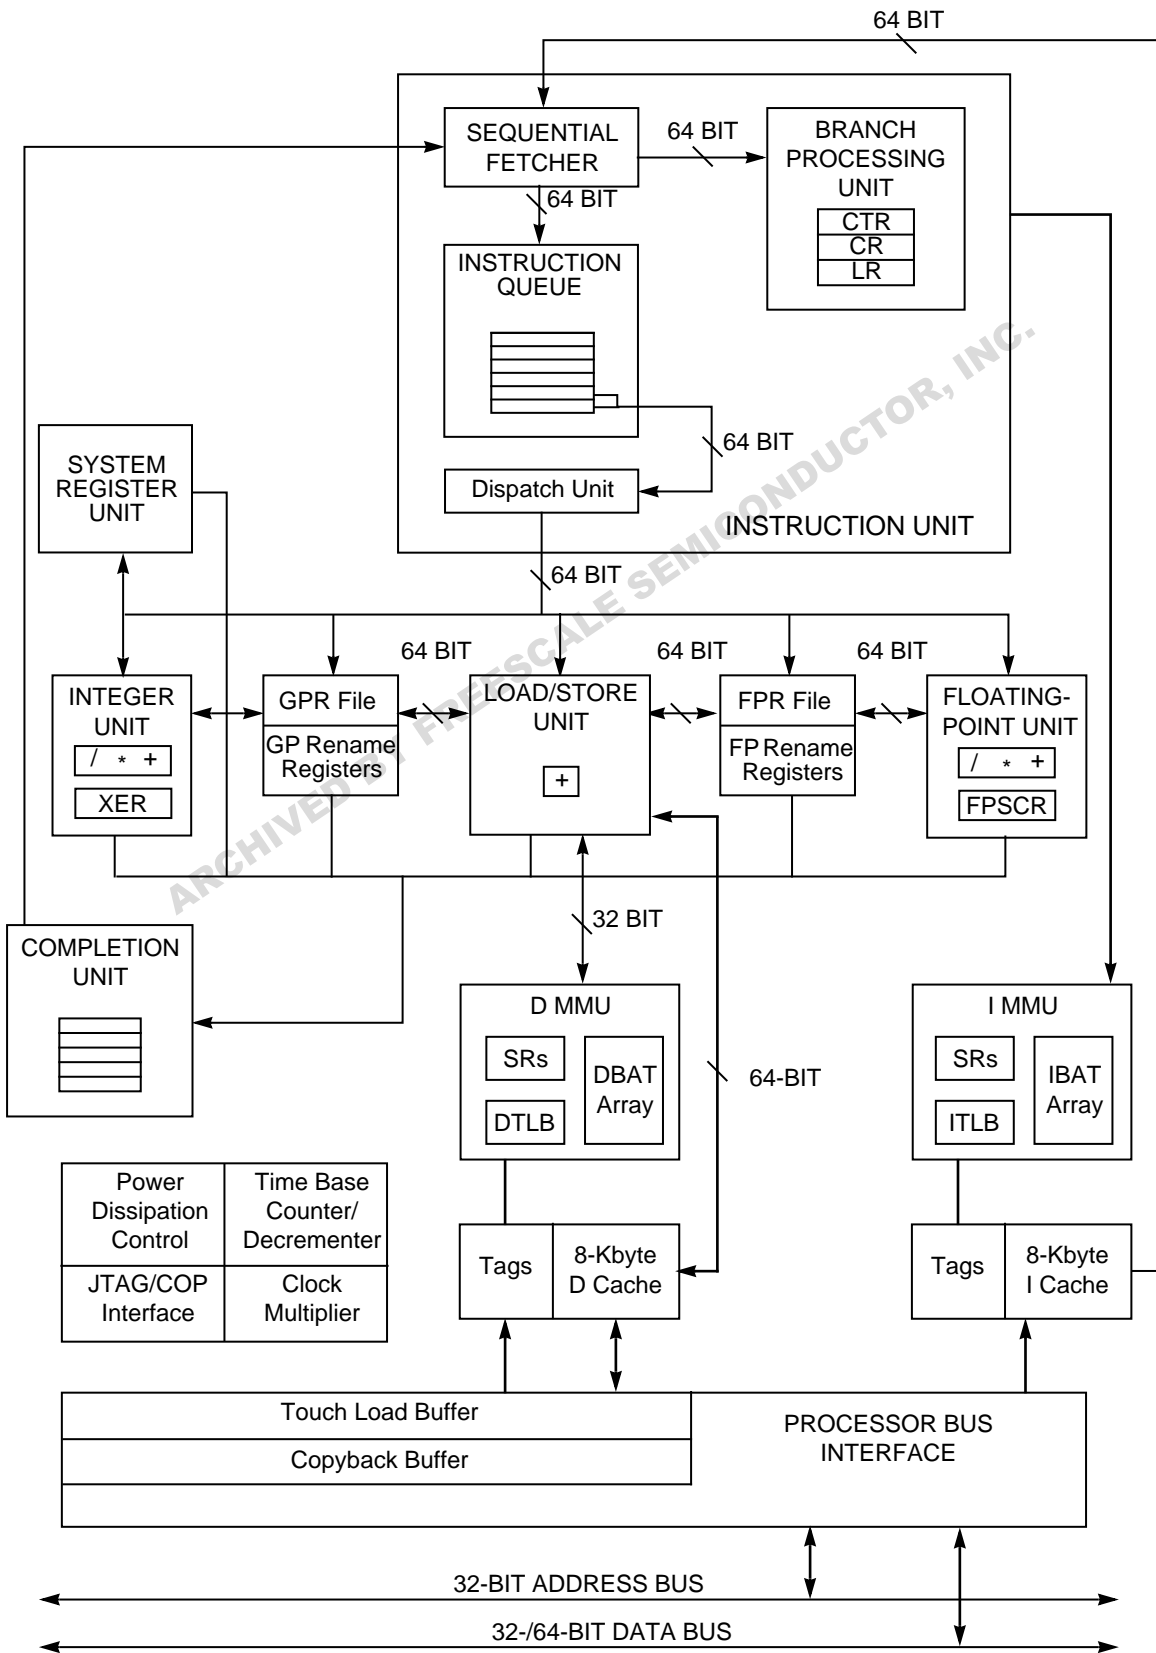 64 BIT
SEQUENTIAL
FETCHER
64 BIT
BRANCH
PROCESSING
UNIT
CTR
CR
LR
64 BIT
INSTRUCTION
QUEUE
64 BIT
Dispatch Unit
INSTRUCTION UNIT
SYSTEM
REGISTER
UNIT
64 BIT
INTEGER
UNIT
/ * +
XER
GPR File
GP Rename
Registers
64 BIT
LOAD/STORE
UNIT
+
64 BIT
FPR File
FP Rename
Registers
64 BIT
FLOATING-
POINT UNIT
/ * +
FPSCR
ARCHIVED BY FREESCALE SEMICONDUCTOR, INC.
32 BIT
COMPLETION
UNIT
D MMU
SRs
DTLB
DBAT
Array
64-BIT
I MMU
SRs
ITLB
IBAT
Array
Power
Dissipation
Control
Time Base
Counter/
Decrementer
JTAG/COP
Interface
Clock
Multiplier
Tags
8-Kbyte
D Cache
Tags
8-Kbyte
I Cache
Touch Load Buffer
Copyback Buffer
PROCESSOR BUS
INTERFACE
32-BIT ADDRESS BUS
32-/64-BIT DATA BUS